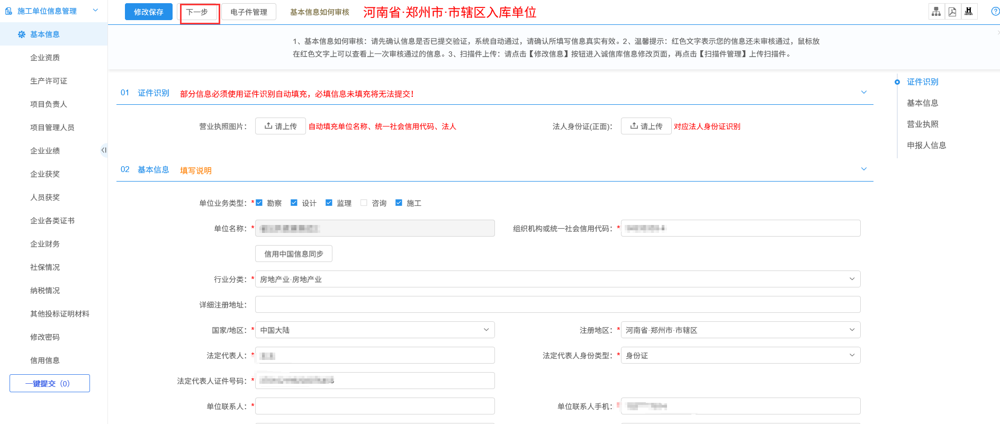 施工单位信息管理
基本信息
企业资质
生产许可证
项目负责人
项目管理人员
企业业绩
企业获奖
人员获奖
企业各类证书
企业财务
社保情况
纳税情况
其他投标证明材料
修改密码
信用信息
一键提交（0）
修改保存 下一步 电子件管理 基本信息如何审核 河南省·郑州市·市辖区入库单位
1、基本信息如何审核：请先确认信息是否已提交验证，系统自动通过，请确认所填写信息真实有效。2、温馨提示：红色文字表示您的信息还未审核通过，鼠标放
在红色文字上可以查看上一次审核通过的信息。3、扫描件上传：请点击【修改信息】按钮进入诚信库信息修改页面，再点击【扫描件管理】上传扫描件。
01 证件识别 部分信息必须使用证件识别自动填充，必填信息未填充将无法提交！
营业执照图片： 请上传 自动填充单位名称、统一社会信用代码、法人 法人身份证(正面)： 请上传 对应法人身份证识别
02 基本信息 填写说明
单位业务类型：* 勘察 设计 监理 咨询 施工
单位名称：* 组织机构或统一社会信用代码：*
信用中国信息同步
行业分类：* 房地产业·房地产业
详细注册地址：
国家/地区：* 中国大陆 注册地区：* 河南省·郑州市·市辖区
法定代表人：* 法定代表人身份类型：* 身份证
法定代表人证件号码：*
单位联系人：* 单位联系人手机：*
证件识别
基本信息
营业执照
申报人信息